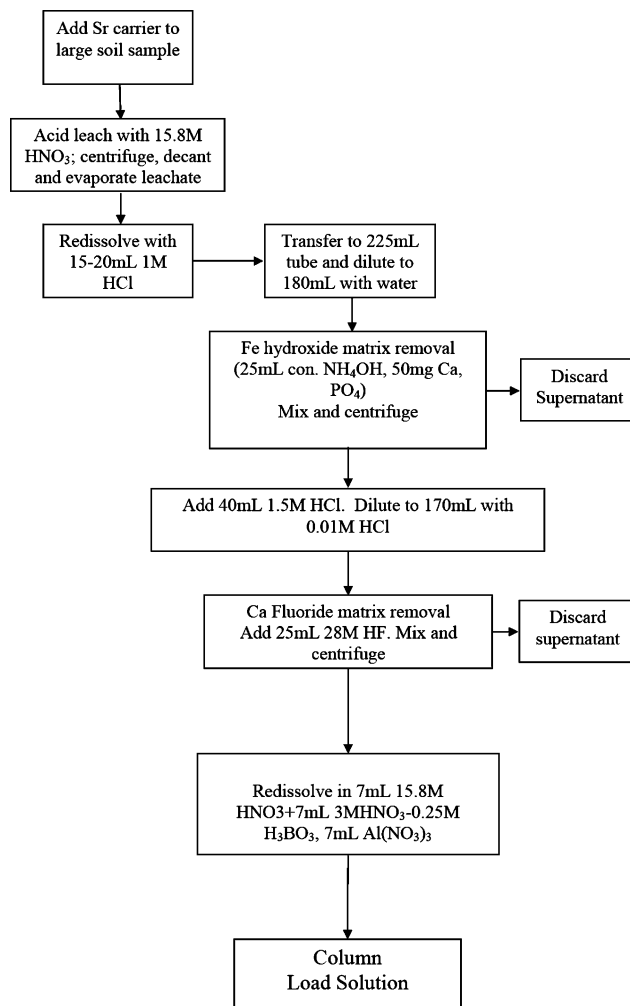 Add Sr carrier to
large soil sample
Acid leach with 15.8M
HNO₃; centrifuge, decant
and evaporate leachate
Redissolve with
15-20mL 1M
HCl
Transfer to 225mL
tube and dilute to
180mL with water
Fe hydroxide matrix removal
(25mL con. NH₄OH, 50mg Ca,
PO₄)
Mix and centrifuge
Discard
Supernatant
Add 40mL 1.5M HCl.  Dilute to 170mL with
0.01M HCl
Ca Fluoride matrix removal
Add 25mL 28M HF. Mix and
centrifuge
Discard
supernatant
Redissolve in 7mL 15.8M
HNO3+7mL 3MHNO₃-0.25M
H₃BO₃, 7mL Al(NO₃)₃
Column
Load Solution